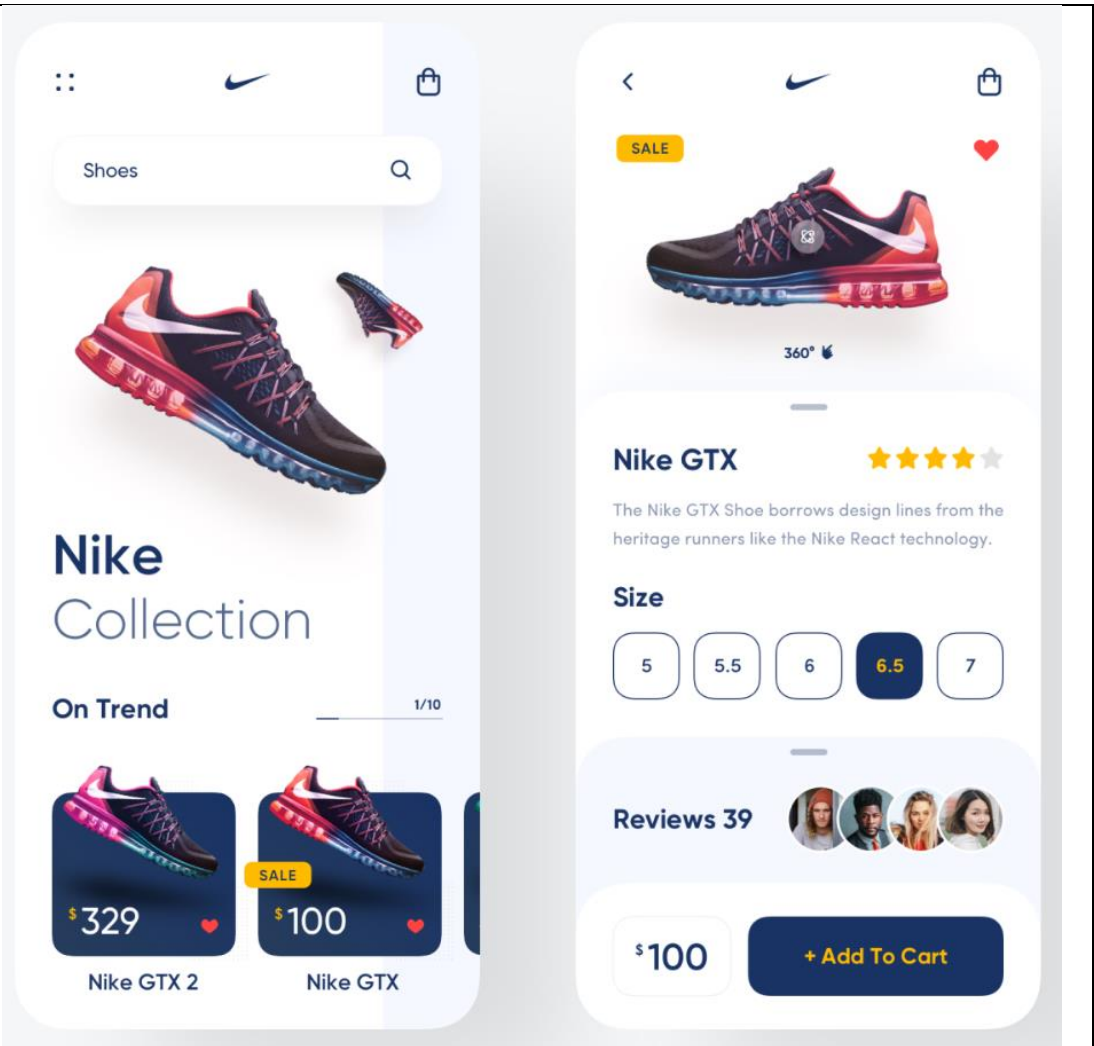 Shoes
Nike
Collection
On Trend
1/10
SALE
$329
$100
Nike GTX 2
Nike GTX
SALE
360°
Nike GTX
The Nike GTX Shoe borrows design lines from the
heritage runners like the Nike React technology.
Size
5 5.5 6 6.5 7
Reviews 39
$100
+ Add To Cart